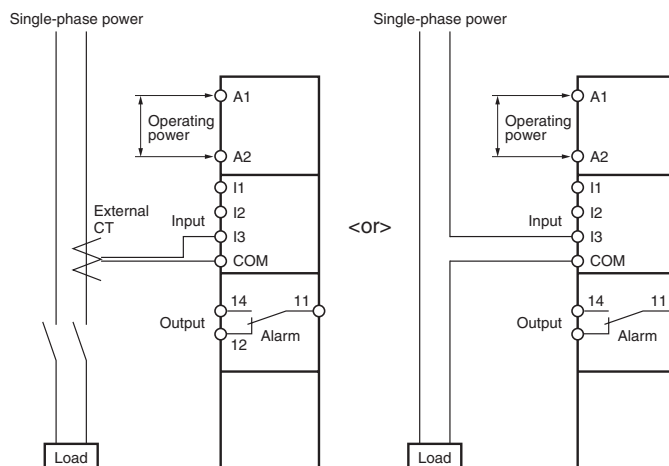 Single-phase power
A1
Operating
power
A2
I1
External
CT
Input
I2
I3
COM
14
11
Output
Alarm
12
Load
<or>
Single-phase power
A1
Operating
power
A2
I1
I2
Input
I3
COM
14
11
Output
12
Alarm
Load